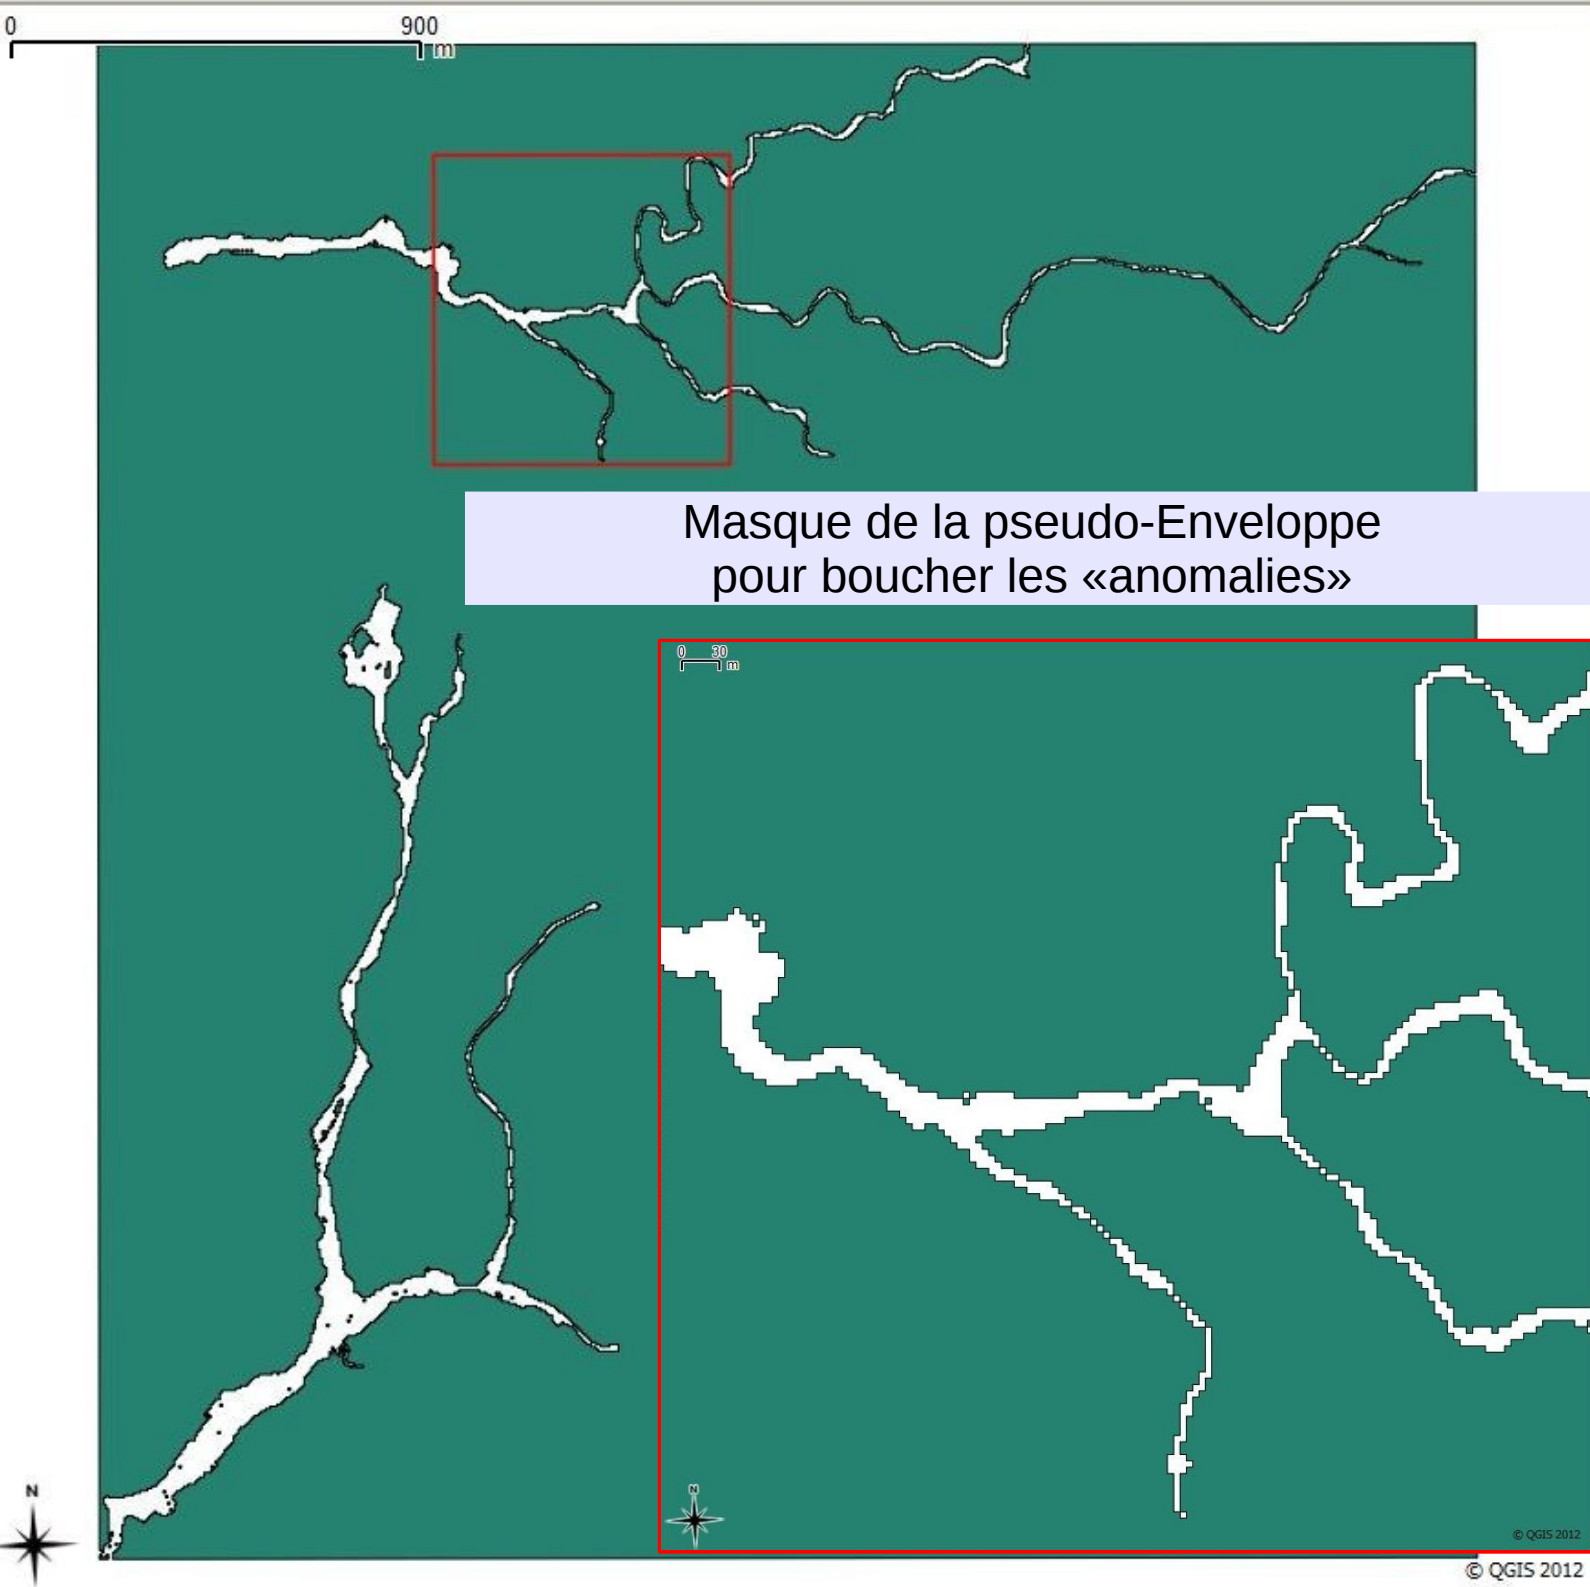 0 900
m
Masque de la pseudo-Enveloppe
pour boucher les «anomalies»
0 30
m
N
N
© QGIS 2012
© QGIS 2012